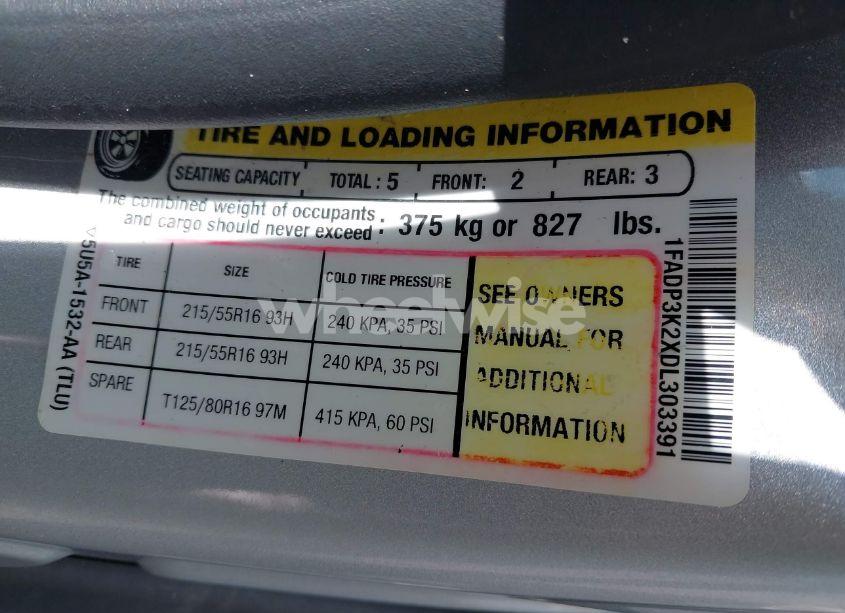 TIRE AND LOADING INFORMATION
SEATING CAPACITY TOTAL: 5 FRONT: 2 REAR: 3
The combined weight of occupants
and cargo should never exceed : 375 kg or 827 lbs.
TIRE SIZE COLD TIRE PRESSURE
FRONT 215/55R16 93H 240 KPA, 35 PSI
REAR 215/55R16 93H 240 KPA, 35 PSI
SPARE T125/80R16 97M 415 KPA, 60 PSI
SEE OWNERS
MANUAL FOR
ADDITIONAL
INFORMATION
5U5A-1532-AA (TLU)
1FADP3K2XDL303391
wheelwise